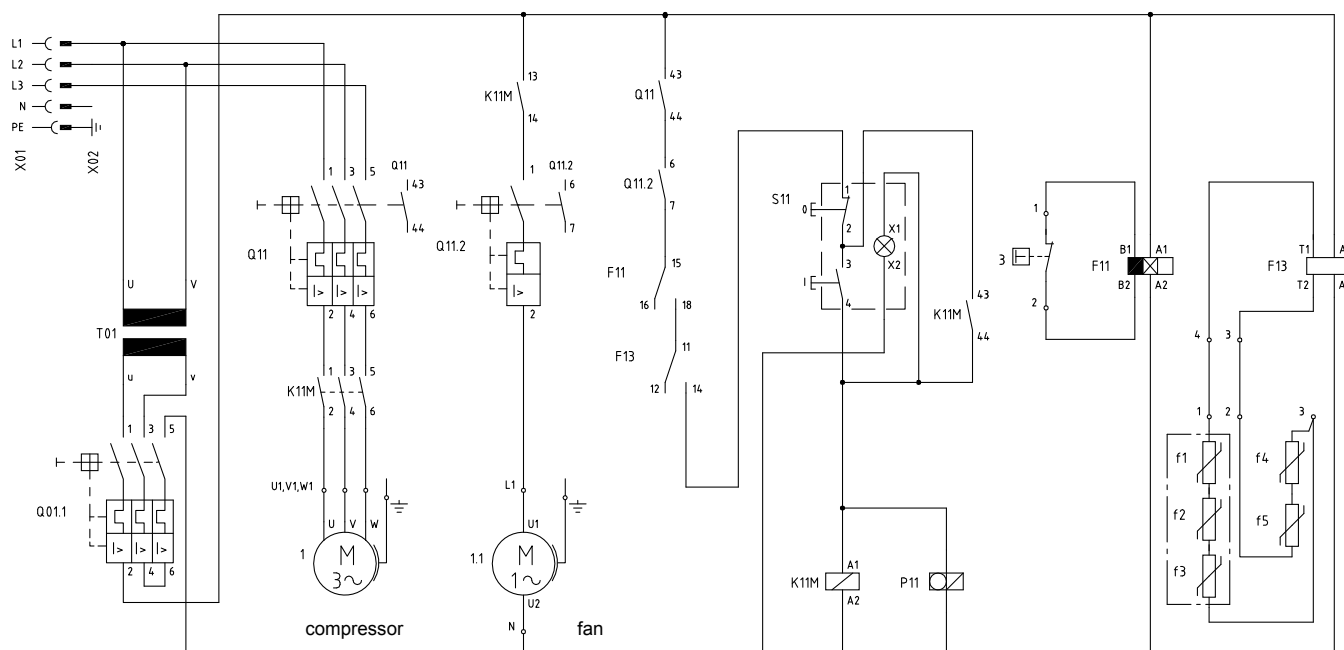 L1
L2
L3
N
PE
X01
X02
U V
T01
u v
1 3 5
Q01.1
I> I> I>
2 4 6
1 3 5
Q11
43
44
Q11
I> I> I>
2 4 6
1 3 5
K11M
2 4 6
U1,V1,W1
U V W
1
M
3~
compressor
13
K11M
14
1
Q11.2
6
7
Q11.2
I>
2
L1
U1
1.1
M
1~
U2
N
fan
43
Q11
44
6
Q11.2
7
15
F11
16 18
11
F13
12 14
1
S11
0
2
X1
X2
3
I
4
43
K11M
44
A1
K11M
A2
P11
1
3
2
B1 A1
F11
B2 A2
T1 A
F13
T2 A
4 3
1 2 3
f1 f4
f2 f5
f3